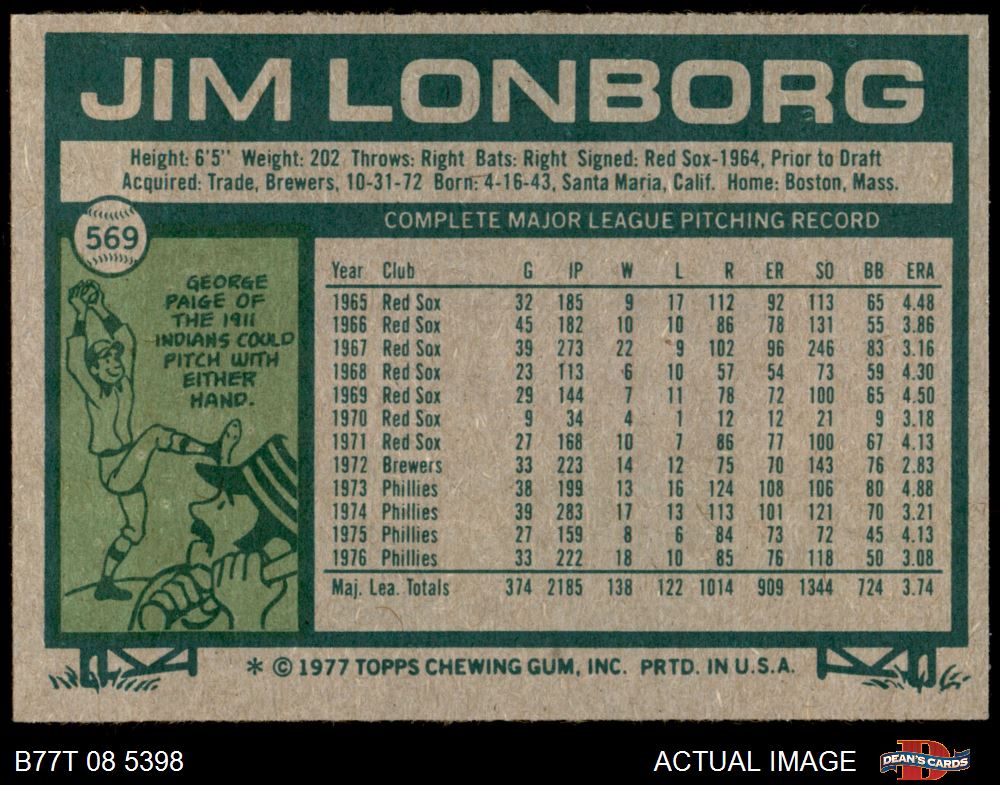 JIM LONBORG
Height: 6'5" Weight: 202 Throws: Right Bats: Right Signed: Red Sox-1964, Prior to Draft
Acquired: Trade, Brewers, 10-31-72 Born: 4-16-43, Santa Maria, Calif. Home: Boston, Mass.
569
COMPLETE MAJOR LEAGUE PITCHING RECORD
GEORGE
PAIGE OF
THE 1911
INDIANS COULD
PITCH WITH
EITHER
HAND.
Year Club G IP W L R ER SO BB ERA
1965 Red Sox 32 185 9 17 112 92 113 65 4.48
1966 Red Sox 45 182 10 10 86 78 131 55 3.86
1967 Red Sox 39 273 22 9 102 96 246 83 3.16
1968 Red Sox 23 113 6 10 57 54 73 59 4.30
1969 Red Sox 29 144 7 11 78 72 100 65 4.50
1970 Red Sox 9 34 4 1 12 12 21 9 3.18
1971 Red Sox 27 168 10 7 86 77 100 67 4.13
1972 Brewers 33 223 14 12 75 70 143 76 2.83
1973 Phillies 38 199 13 16 124 108 106 80 4.88
1974 Phillies 39 283 17 13 113 101 121 70 3.21
1975 Phillies 27 159 8 6 84 73 72 45 4.13
1976 Phillies 33 222 18 10 85 76 118 50 3.08
Maj. Lea. Totals 374 2185 138 122 1014 909 1344 724 3.74
* © 1977 TOPPS CHEWING GUM, INC. PRTD. IN U.S.A.
B77T 08 5398
ACTUAL IMAGE
D
DEAN'S CARDS